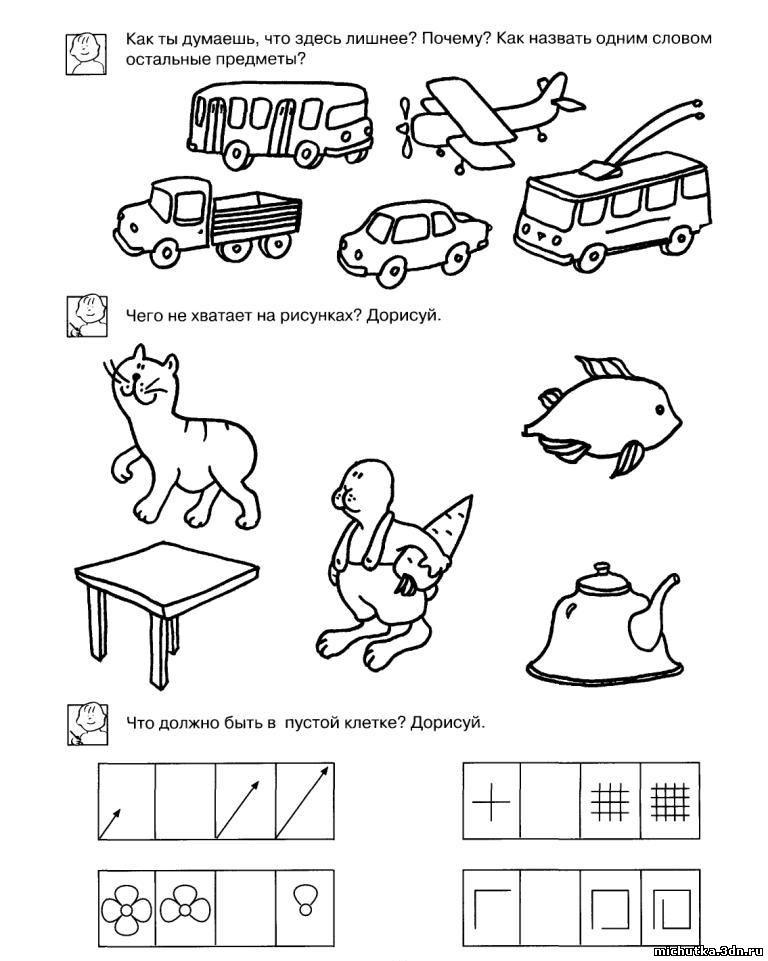 Как ты думаешь, что здесь лишнее? Почему? Как назвать одним словом
остальные предметы?
Чего не хватает на рисунках? Дорисуй.
Что должно быть в пустой клетке? Дорисуй.
michutka.3dn.ru